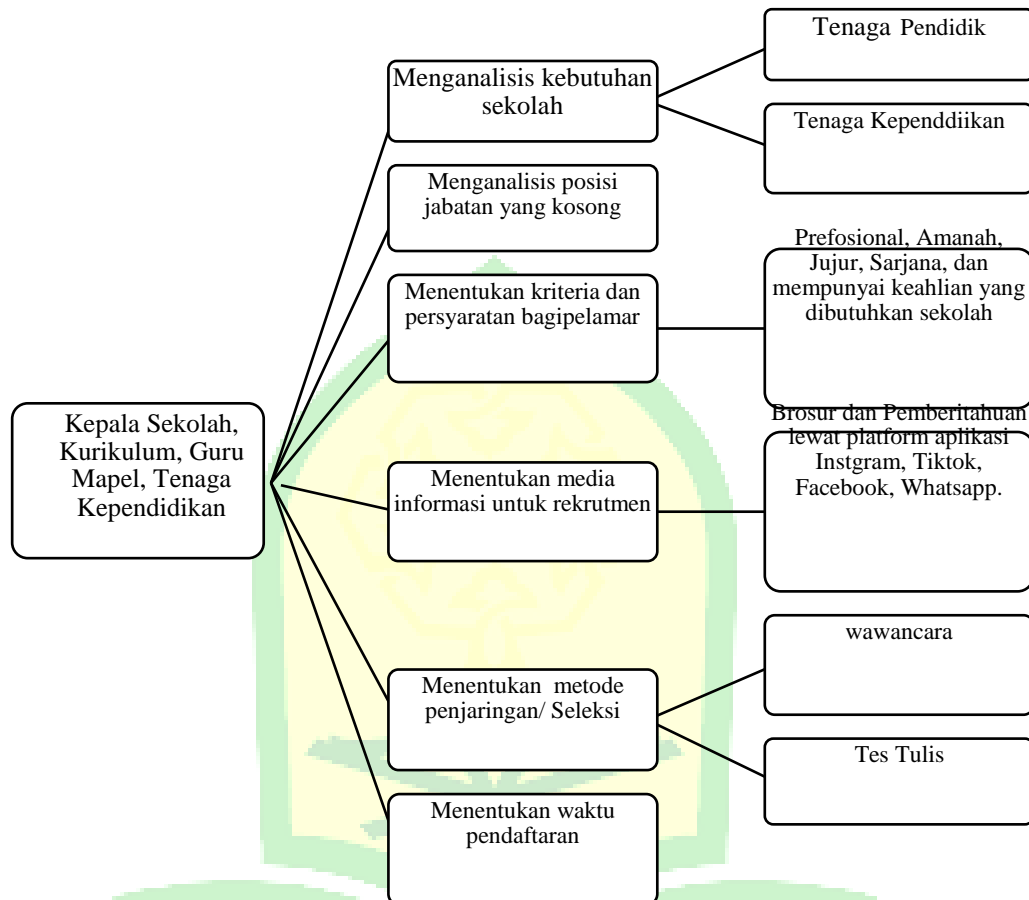 Tenaga Pendidik
Menganalisis kebutuhan
sekolah
Tenaga Kependdiikan
Menganalisis posisi
jabatan yang kosong
Prefosional, Amanah,
Jujur, Sarjana, dan
mempunyai keahlian yang
dibutuhkan sekolah
Menentukan kriteria dan
persyaratan bagipelamar
Kepala Sekolah,
Kurikulum, Guru
Mapel, Tenaga
Kependidikan
Brosur dan Pemberitahuan
lewat platform aplikasi
Instgram, Tiktok,
Facebook, Whatsapp.
Menentukan media
informasi untuk rekrutmen
wawancara
Menentukan metode
penjaringan/ Seleksi
Tes Tulis
Menentukan waktu
pendaftaran